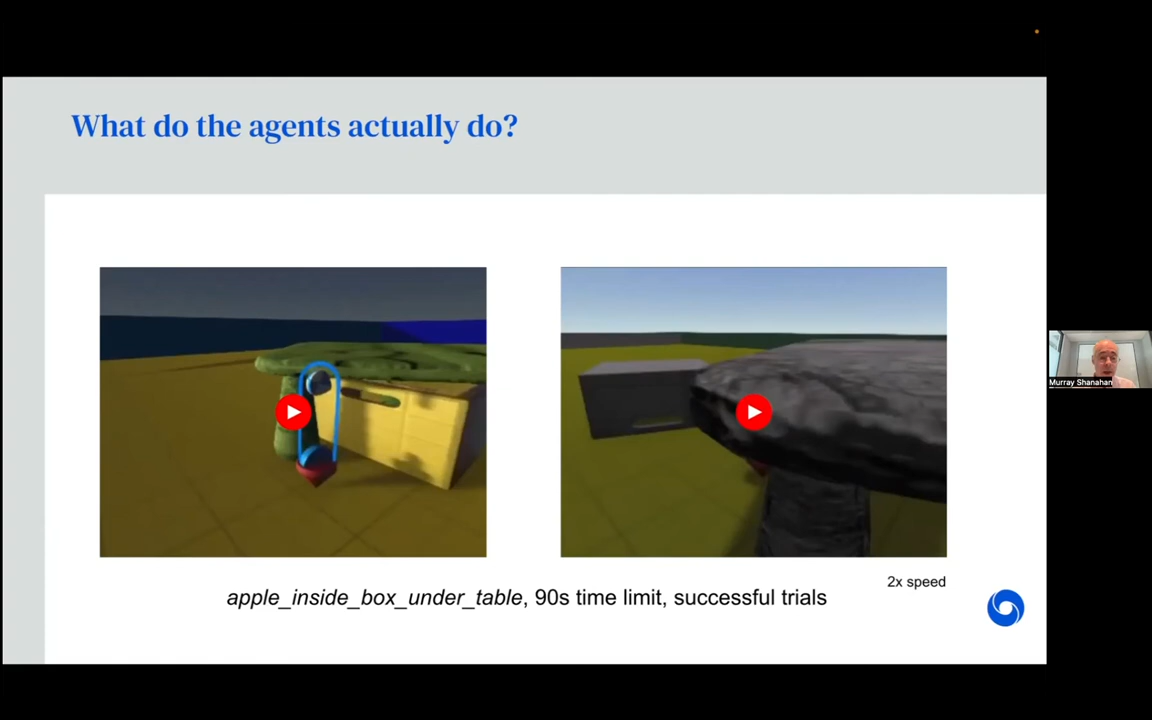 What do the agents actually do?
Murray Shanahan
2x speed
apple_inside_box_under_table, 90s time limit, successful trials